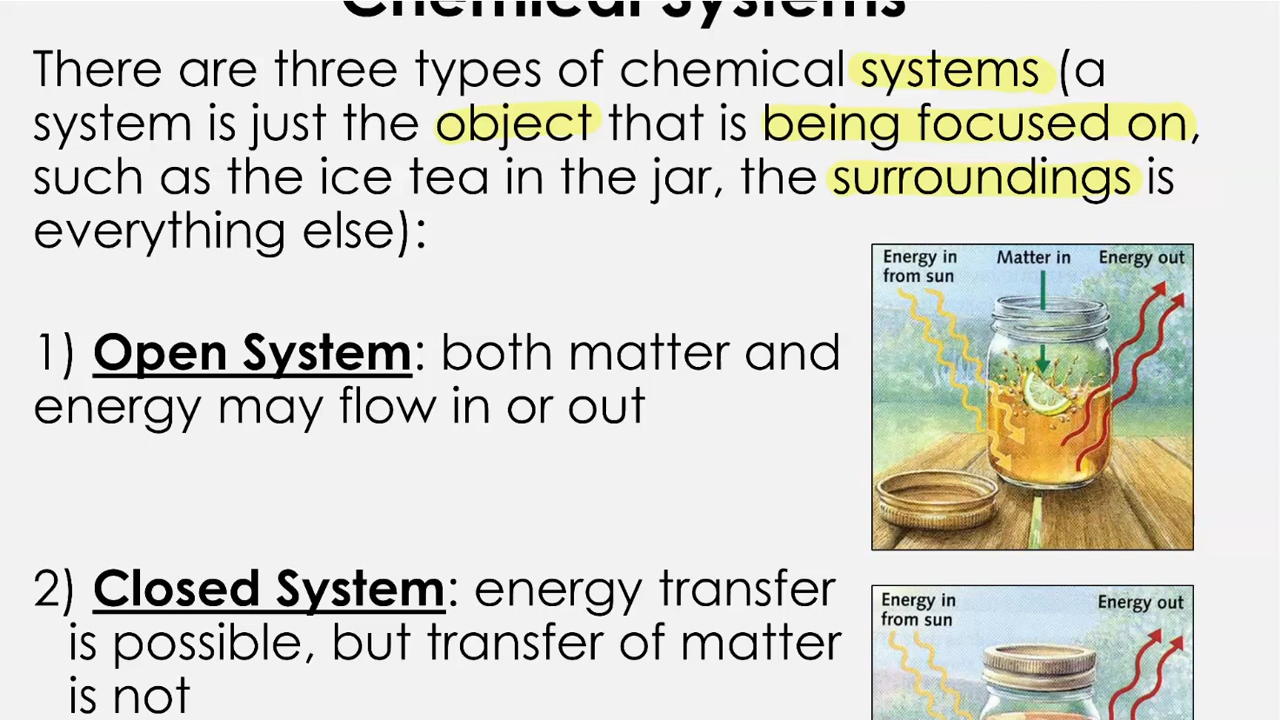 Chemical Systems
There are three types of chemical systems (a
system is just the object that is being focused on,
such as the ice tea in the jar, the surroundings is
everything else):
Energy in
from sun
Matter in
Energy out
1) Open System: both matter and
energy may flow in or out
2) Closed System: energy transfer
is possible, but transfer of matter
is not
Energy in
from sun
Energy out